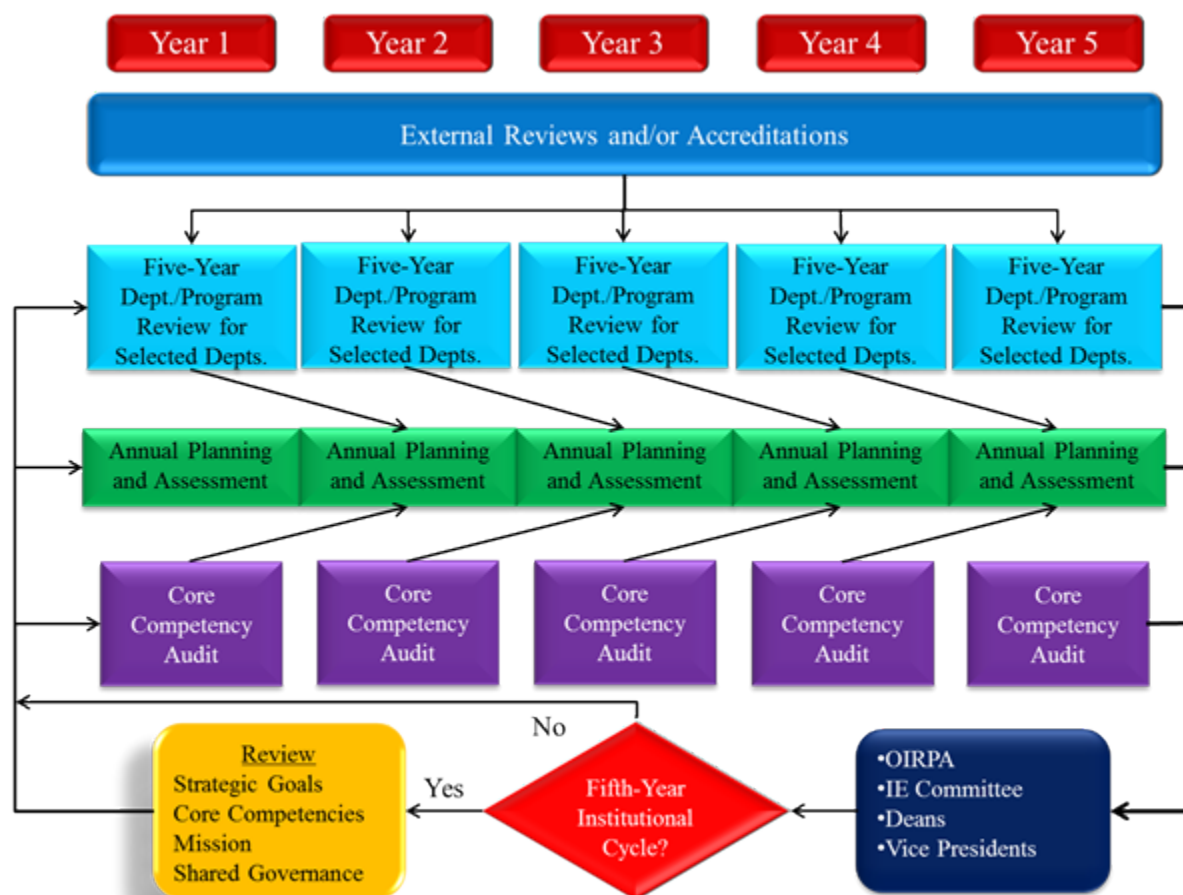 Year 1
Year 2
Year 3
Year 4
Year 5
External Reviews and/or Accreditations
Five-Year
Dept./Program
Review for
Selected Depts.
Five-Year
Dept./Program
Review for
Selected Depts.
Five-Year
Dept./Program
Review for
Selected Depts.
Five-Year
Dept./Program
Review for
Selected Depts.
Five-Year
Dept./Program
Review for
Selected Depts.
Annual Planning
and Assessment
Annual Planning
and Assessment
Annual Planning
and Assessment
Annual Planning
and Assessment
Annual Planning
and Assessment
Core
Competency
Audit
Core
Competency
Audit
Core
Competency
Audit
Core
Competency
Audit
Core
Competency
Audit
Review
Strategic Goals
Core Competencies
Mission
Shared Governance
Yes
No
Fifth-Year
Institutional
Cycle?
•OIRPA
•IE Committee
•Deans
•Vice Presidents